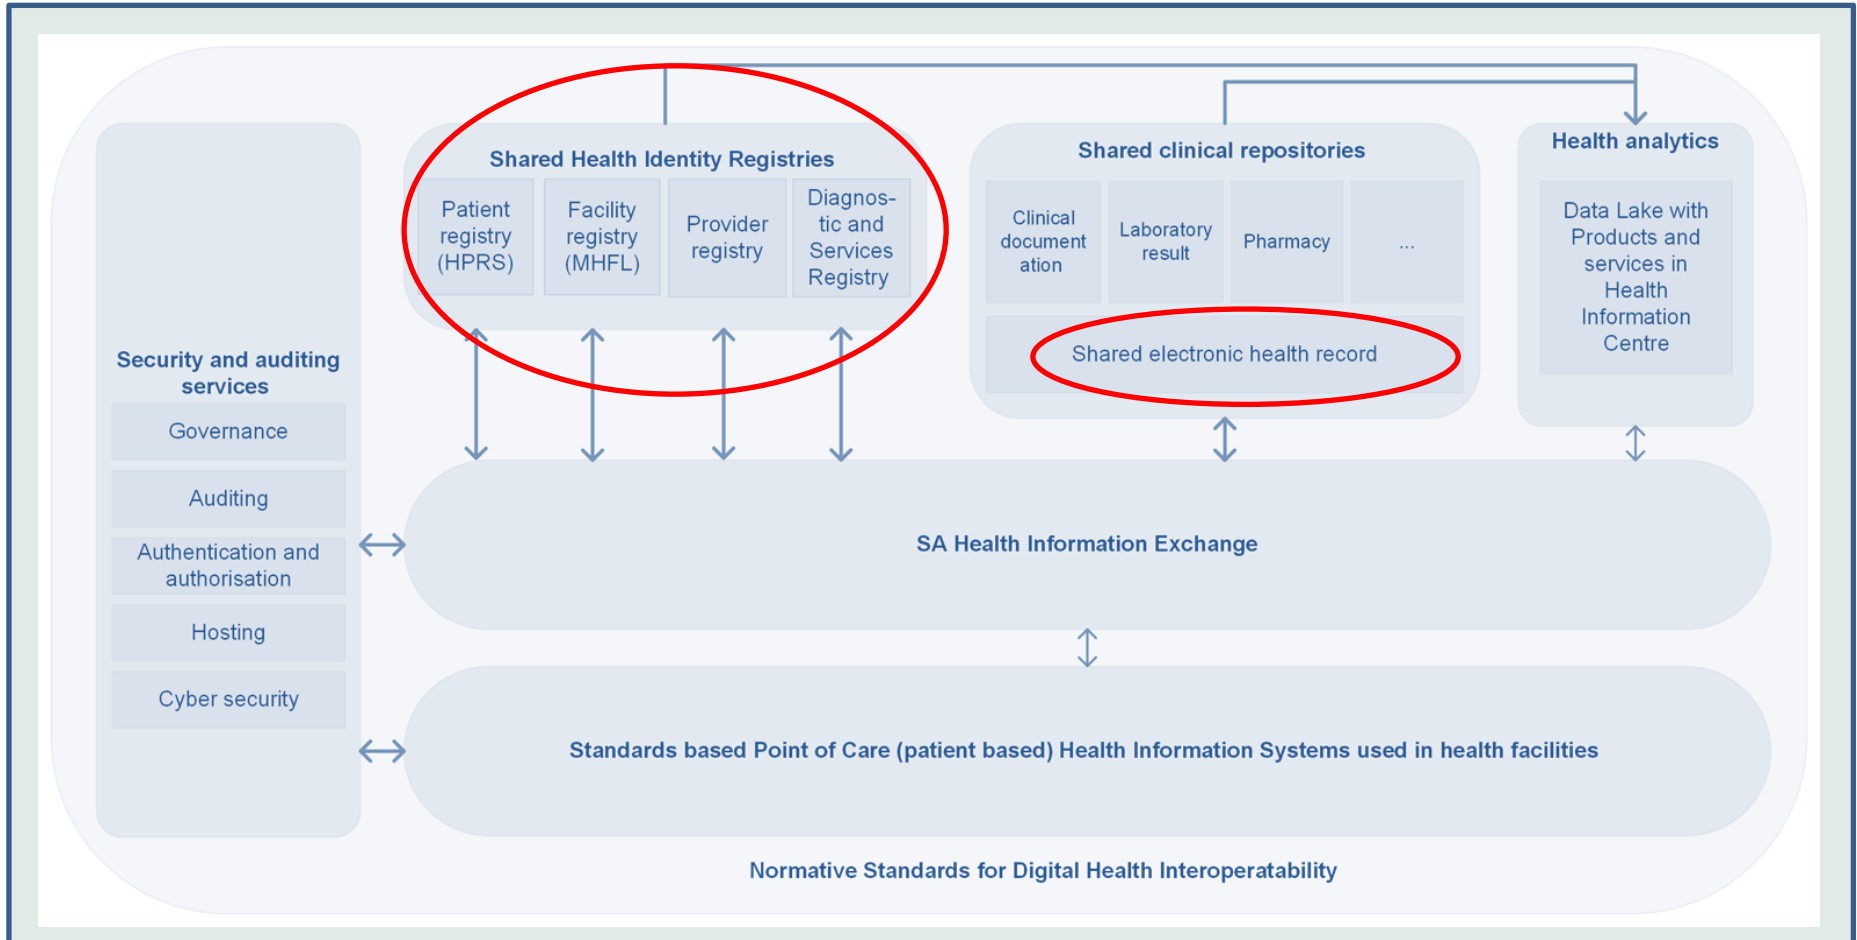 Security and auditing
services
Governance
Auditing
Authentication and
authorisation
Hosting
Cyber security
Shared Health Identity Registries
Patient
registry
(HPRS)
Facility
registry
(MHFL)
Provider
registry
Diagnos-
tic and
Services
Registry
Shared clinical repositories
Clinical
document
ation
Laboratory
result
Pharmacy
...
Shared electronic health record
Health analytics
Data Lake with
Products and
services in
Health
Information
Centre
SA Health Information Exchange
Standards based Point of Care (patient based) Health Information Systems used in health facilities
Normative Standards for Digital Health Interoperatability